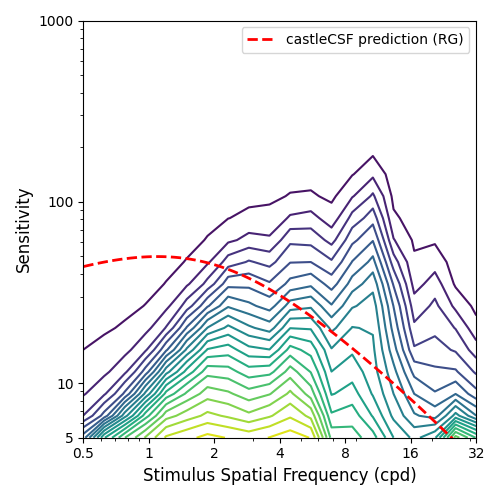 1000
castleCSF prediction (RG)
100
10
5
Sensitivity
0.5 1 2 4 8 16 32
Stimulus Spatial Frequency (cpd)